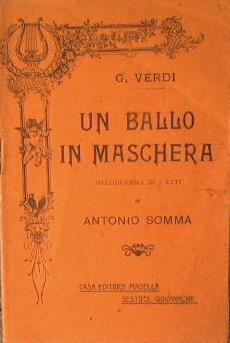 G. VERDI
UN BALLO
IN MASCHERA
MELODRAMMA IN 3 ATTI
DI
ANTONIO SOMMA
CASA EDITRICE MADELLA
SESTO S. GIOVANNI